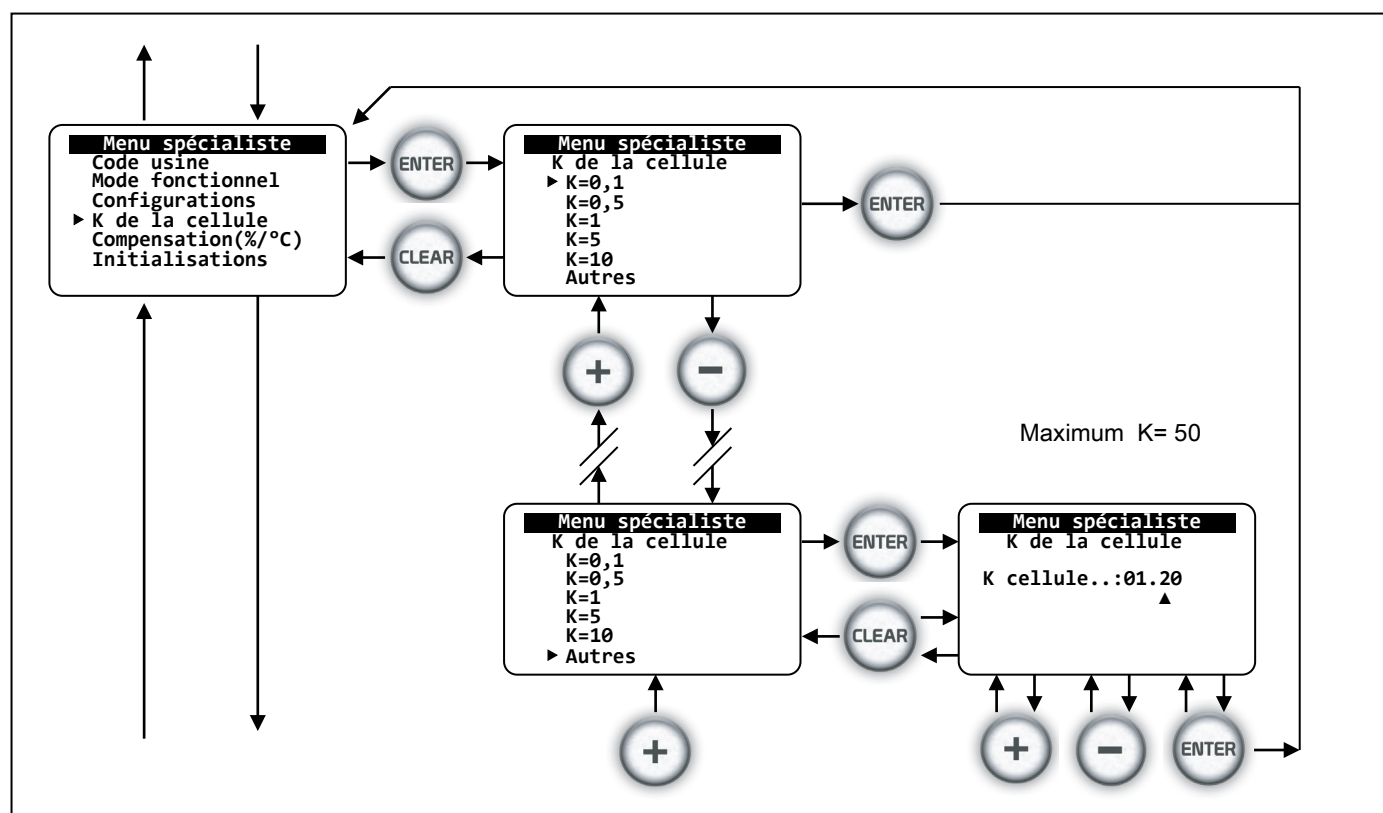 Menu spécialiste
Code usine
Mode fonctionnel
Configurations
K de la cellule
Compensation(%/°C)
Initialisations
ENTER
CLEAR
Menu spécialiste
K de la cellule
K=0,1
K=0,5
K=1
K=5
K=10
Autres
ENTER
+
-
Maximum K= 50
Menu spécialiste
K de la cellule
K=0,1
K=0,5
K=1
K=5
K=10
Autres
ENTER
CLEAR
Menu spécialiste
K de la cellule
K cellule..:01.20
+
+
-
ENTER